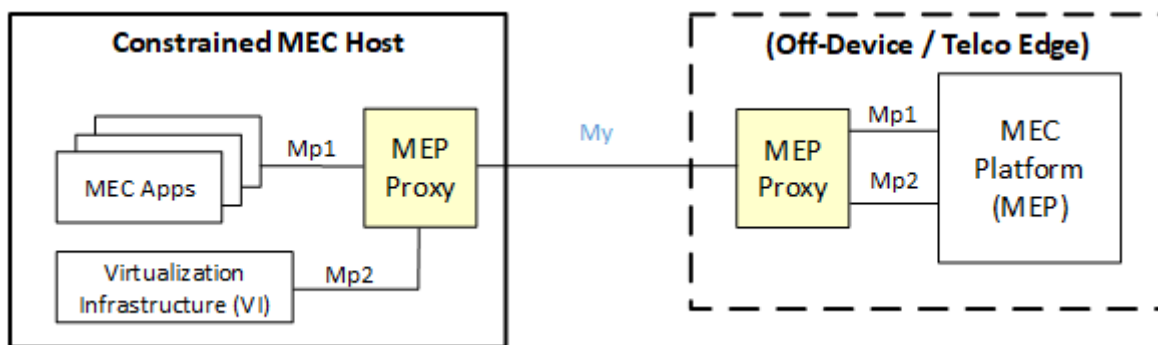 Constrained MEC Host
MEC Apps
Mp1
MEP
Proxy
Virtualization
Infrastructure (VI)
Mp2
My
(Off-Device / Telco Edge)
MEP
Proxy
Mp1
Mp2
MEC
Platform
(MEP)